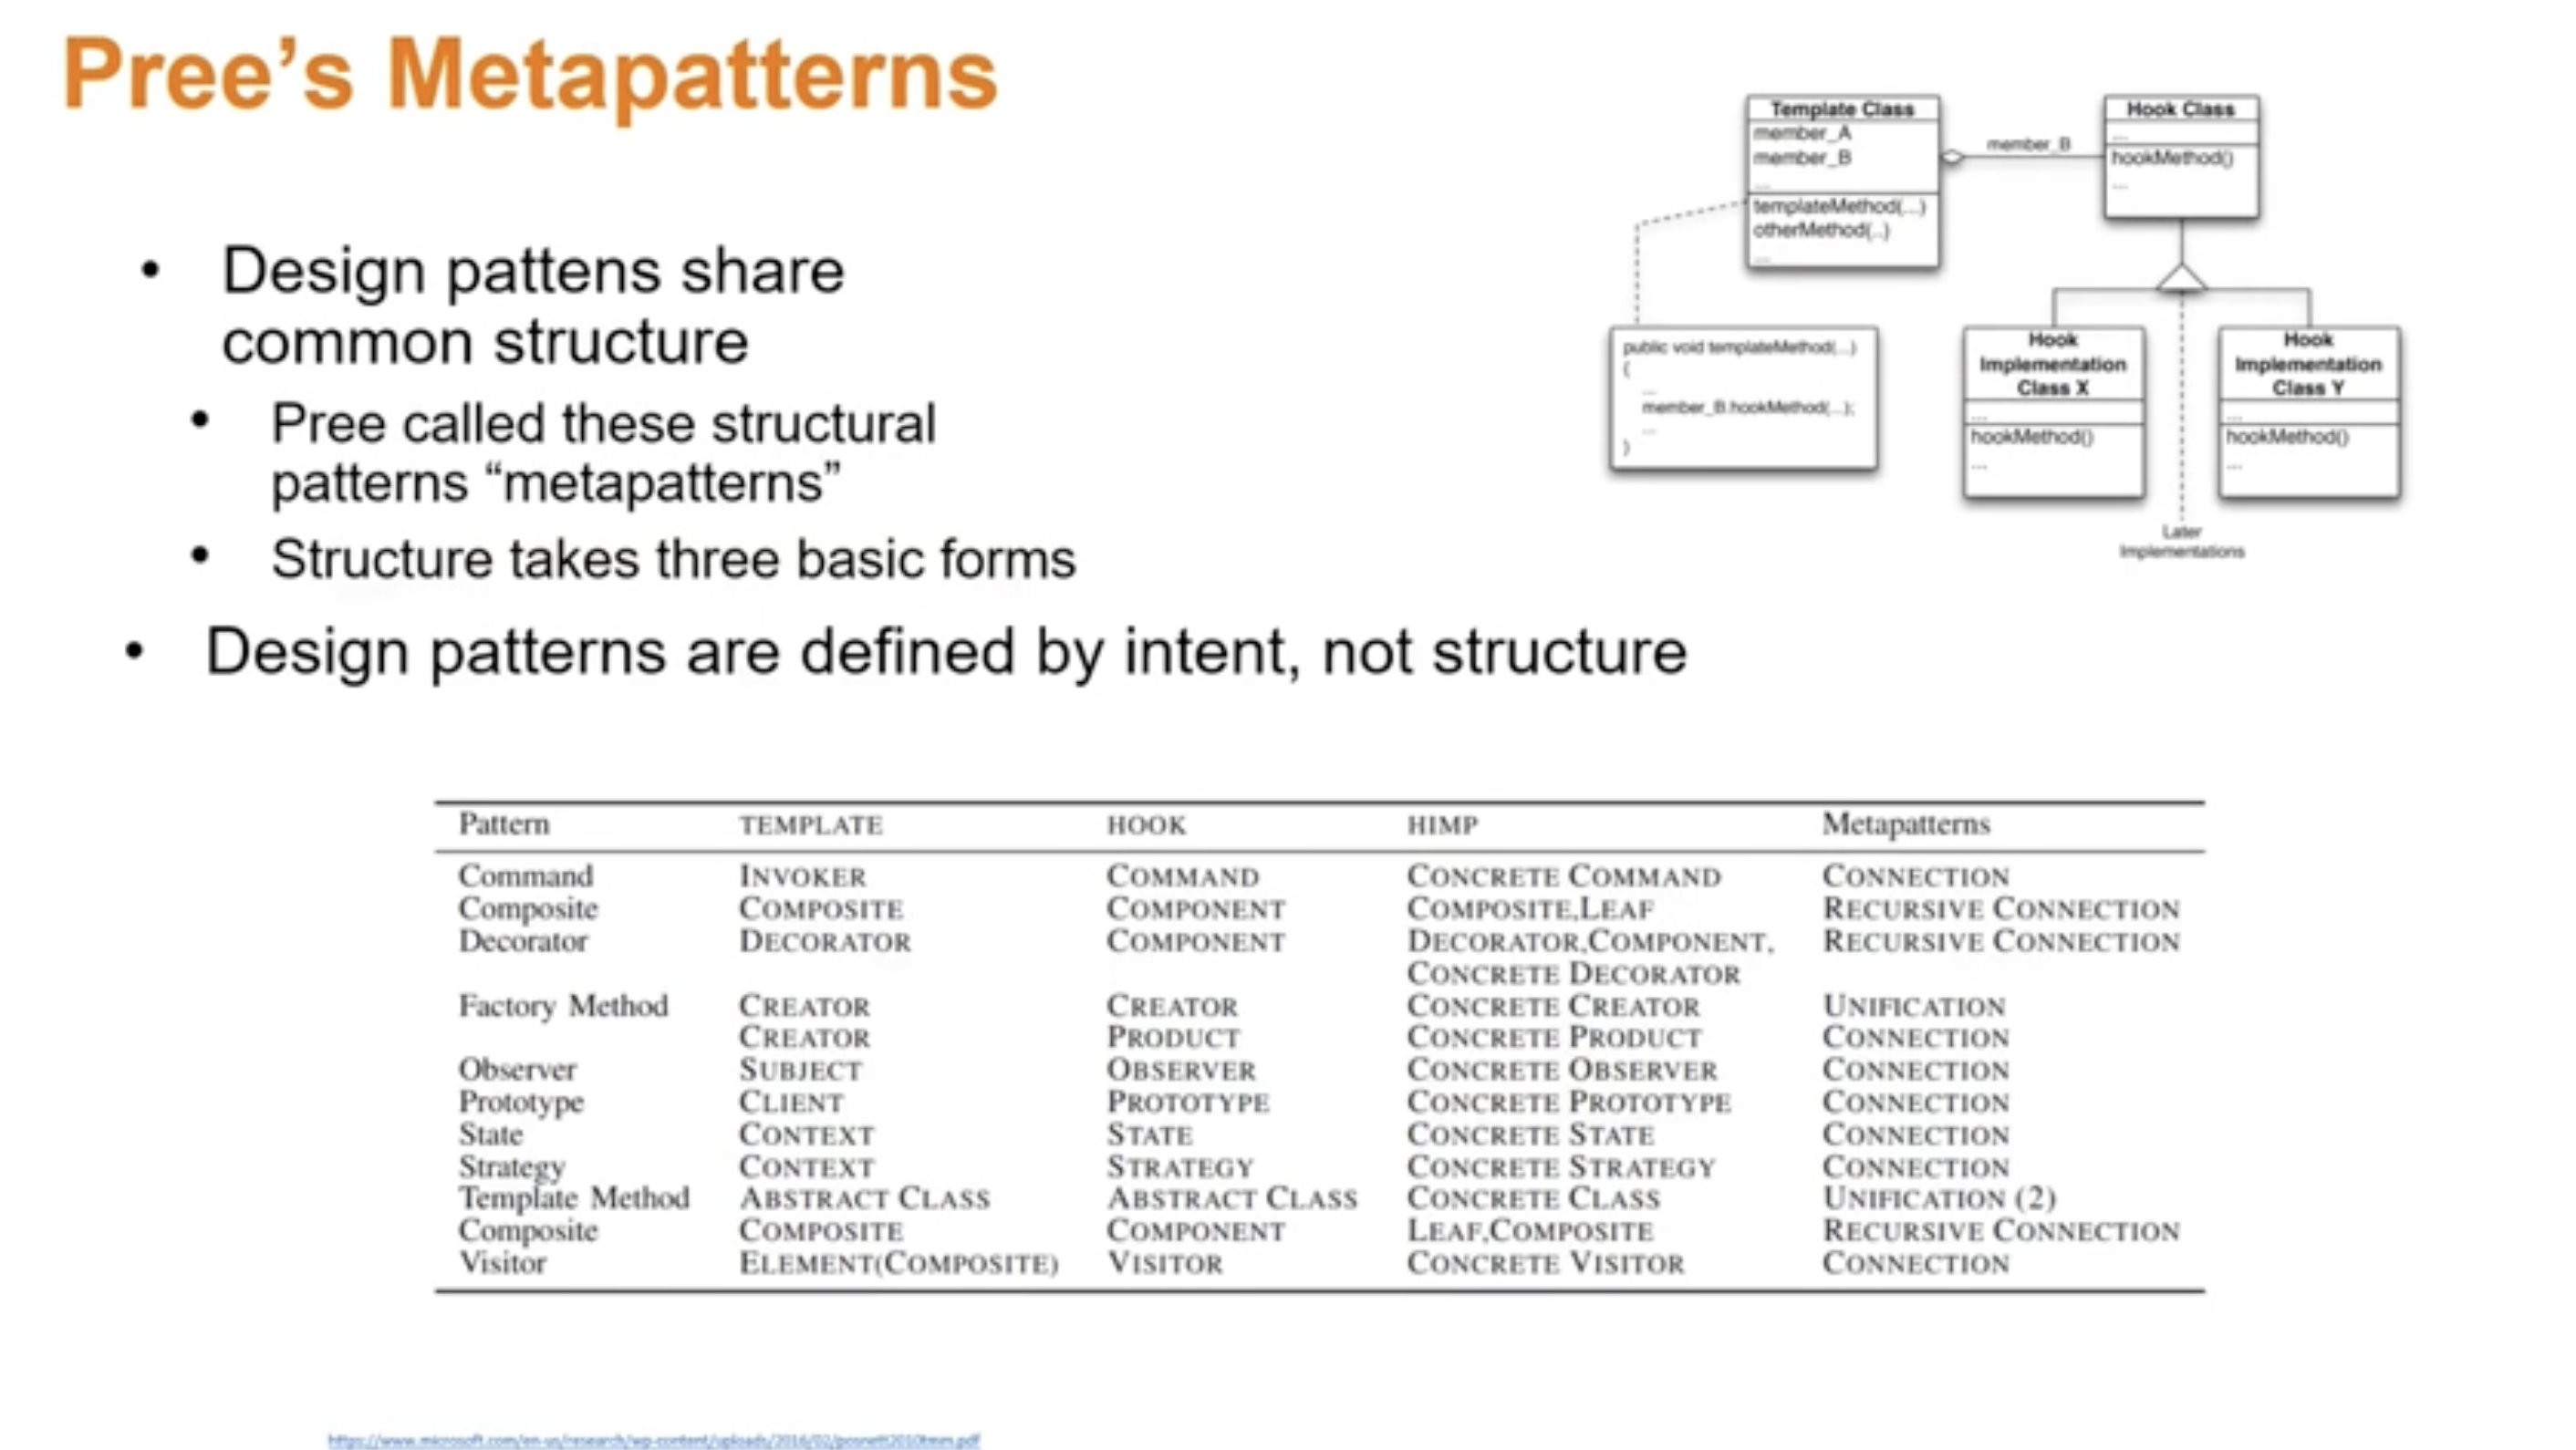 Pree's Metapatterns
• Design pattens share
common structure
• Pree called these structural
patterns “metapatterns”
• Structure takes three basic forms
• Design patterns are defined by intent, not structure
Template Class
member_A
member_B
...
templateMethod(...)
otherMethod(..)
...
member_B
Hook Class
...
hookMethod()
...
public void templateMethod(...)
{
...
member_B.hookMethod(...);
...
}
Hook
Implementation
Class X
...
hookMethod()
...
Hook
Implementation
Class Y
...
hookMethod()
...
Later
Implementations
Pattern TEMPLATE HOOK HIMP Metapatterns
Command INVOKER COMMAND CONCRETE COMMAND CONNECTION
Composite COMPOSITE COMPONENT COMPOSITE,LEAF RECURSIVE CONNECTION
Decorator DECORATOR COMPONENT DECORATOR,COMPONENT, RECURSIVE CONNECTION
CONCRETE DECORATOR
Factory Method CREATOR CREATOR CONCRETE CREATOR UNIFICATION
CREATOR PRODUCT CONCRETE PRODUCT CONNECTION
Observer SUBJECT OBSERVER CONCRETE OBSERVER CONNECTION
Prototype CLIENT PROTOTYPE CONCRETE PROTOTYPE CONNECTION
State CONTEXT STATE CONCRETE STATE CONNECTION
Strategy CONTEXT STRATEGY CONCRETE STRATEGY CONNECTION
Template Method ABSTRACT CLASS ABSTRACT CLASS CONCRETE CLASS UNIFICATION (2)
Composite COMPOSITE COMPONENT LEAF,COMPOSITE RECURSIVE CONNECTION
Visitor ELEMENT(COMPOSITE) VISITOR CONCRETE VISITOR CONNECTION
https://www.microsoft.com/en-us/research/wp-content/uploads/2016/02/posnett2010tmm.pdf